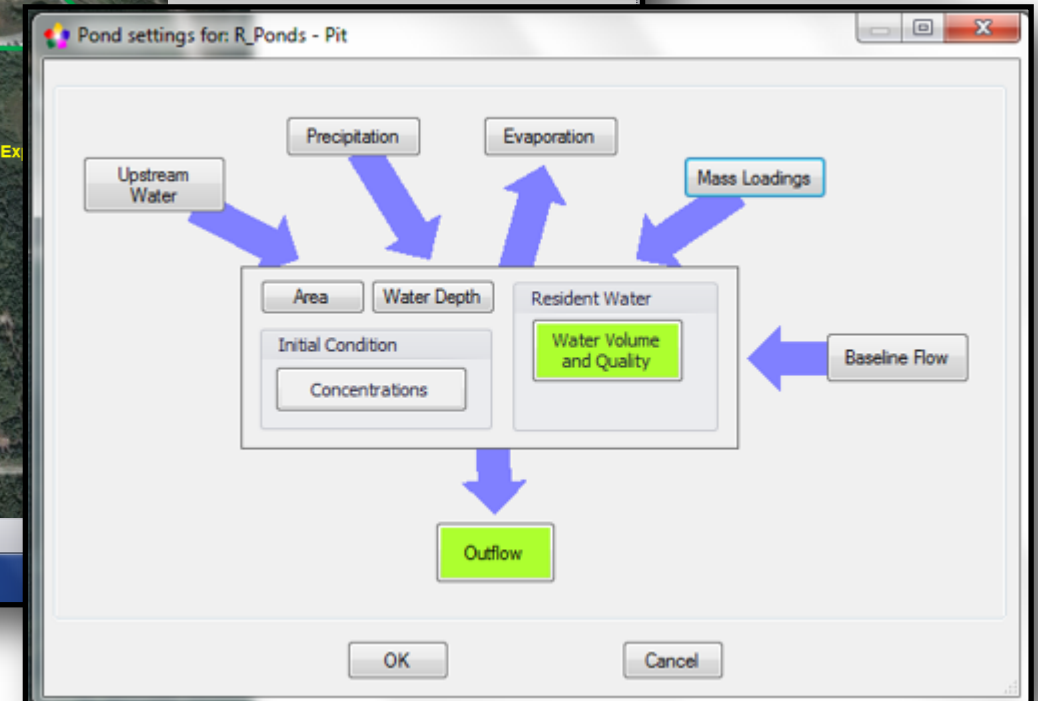 Pond settings for: R_Ponds - Pit
Precipitation
Evaporation
Upstream
Water
Mass Loadings
Area
Water Depth
Resident Water
Initial Condition
Water Volume
and Quality
Concentrations
Baseline Flow
Outflow
OK
Cancel